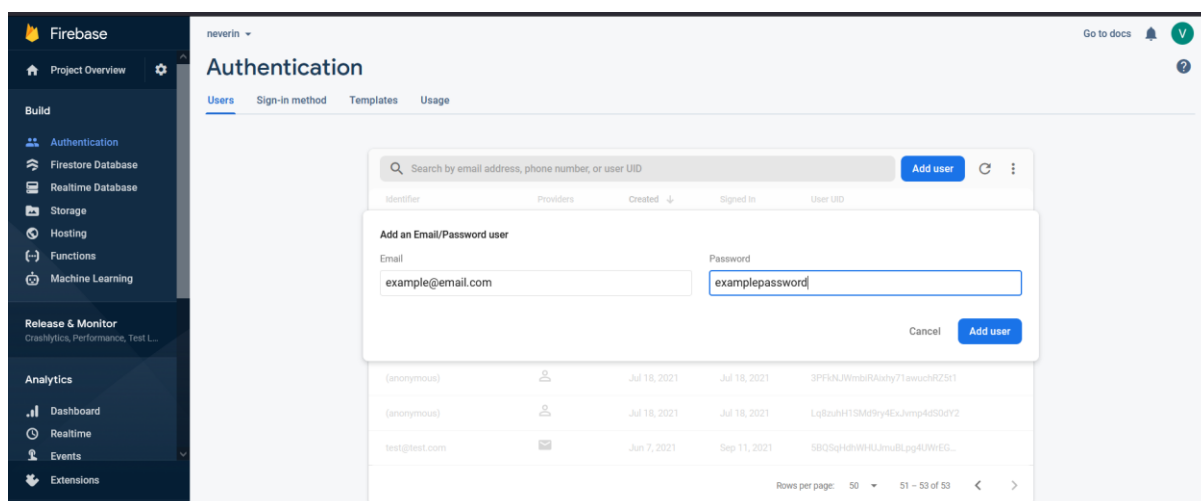 Firebase
Project Overview
Build
Authentication
Firestore Database
Realtime Database
Storage
Hosting
Functions
Machine Learning
Release & Monitor
Crashlytics, Performance, Test L...
Analytics
Dashboard
Realtime
Events
Extensions
neverin
Go to docs
V
Authentication
Users Sign-in method Templates Usage
Search by email address, phone number, or user UID
Add user
Identifier Providers Created Signed In User UID
Add an Email/Password user
Email Password
example@email.com examplepassword
Cancel Add user
(anonymous) Jul 18, 2021 Jul 18, 2021
(anonymous) Jul 18, 2021 Jul 18, 2021
test@test.com Jun 7, 2021 Sep 11, 2021
Rows per page: 50 51 – 53 of 53